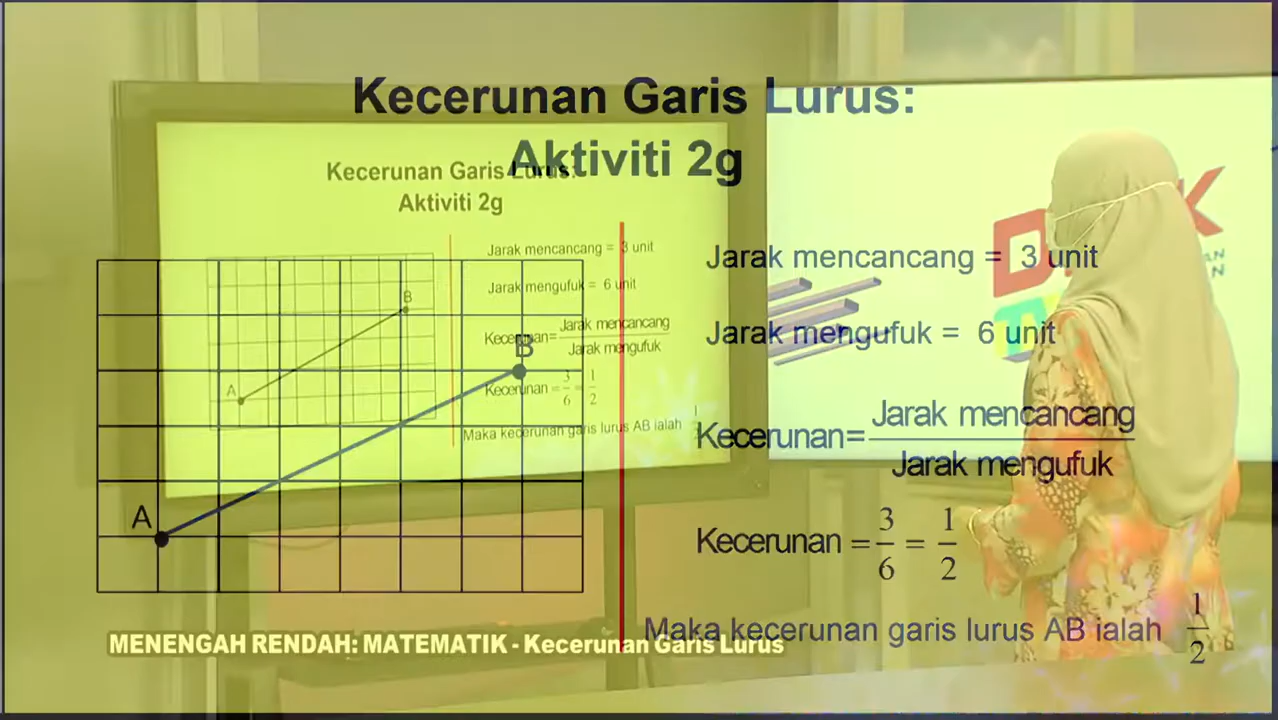 Kecerunan Garis Lurus:
Aktiviti 2g
Kecerunan Garis Lurus:
Aktiviti 2g
Jarak mencancang = 3 unit
Jarak mengufuk = 6 unit
Kecerunan= Jarak mencancang
Jarak mengufuk
Kecerunan = 3/6 = 1/2
Maka kecerunan garis lurus AB ialah 1/2
A
B
Jarak mencancang = 3 unit
Jarak mengufuk = 6 unit
Kecerunan= Jarak mencancang
Jarak mengufuk
Kecerunan = 3/6 = 1/2
Maka kecerunan garis lurus AB ialah
A
B
MENENGAH RENDAH: MATEMATIK - Kecerunan Garis Lurus